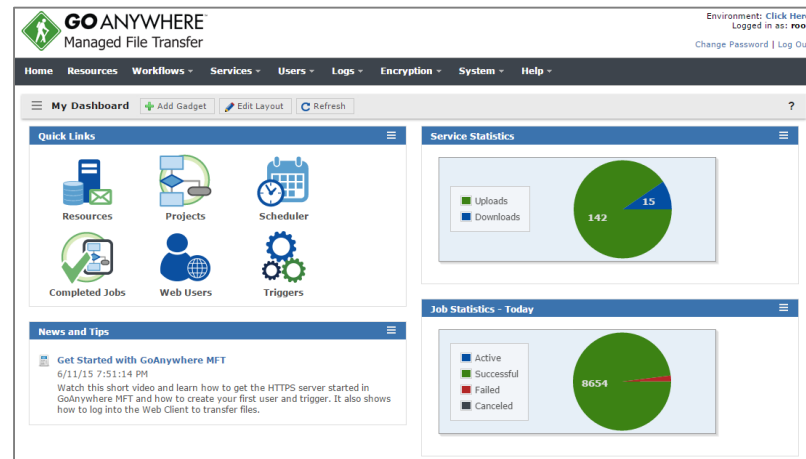 GO ANYWHERE
Managed File Transfer
Environment: Click Her
Logged in as: roo
Change Password | Log Ou
Home Resources Workflows Services Users Logs Encryption System Help
My Dashboard Add Gadget Edit Layout Refresh ?
Quick Links
Resources Projects Scheduler
Completed Jobs Web Users Triggers
News and Tips
Get Started with GoAnywhere MFT
6/11/15 7:51:14 PM
Watch this short video and learn how to get the HTTPS server started in
GoAnywhere MFT and how to create your first user and trigger. It also shows
how to log into the Web Client to transfer files.
Service Statistics
Uploads
Downloads
15
142
Job Statistics - Today
Active
Successful
Failed
Canceled
8654